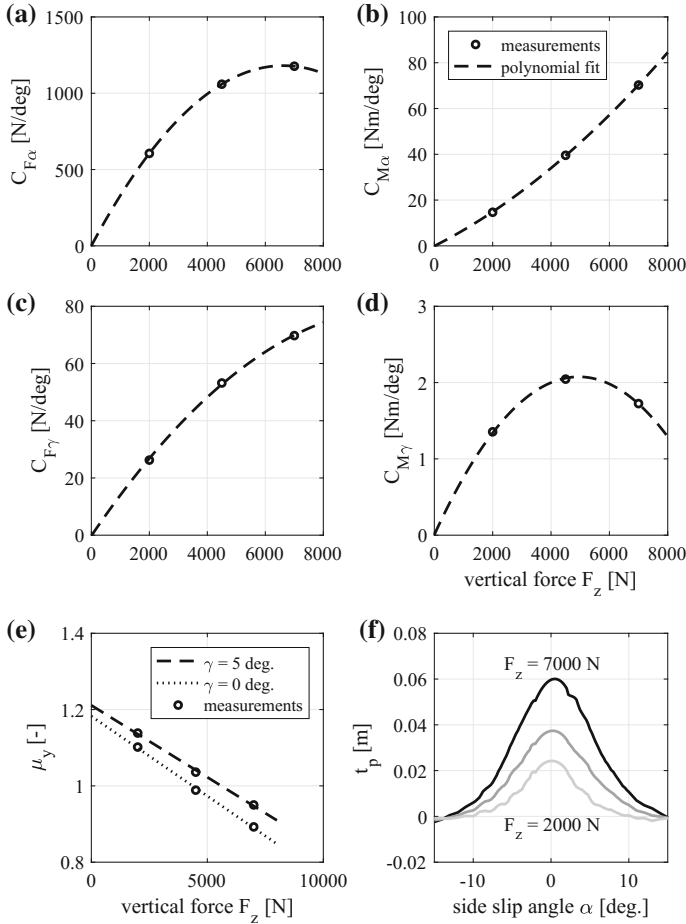 (a)
1500
1000
500
0
0 2000 4000 6000 8000
C_Fα [N/deg]
(b)
100
80
60
40
20
0
0 2000 4000 6000 8000
C_Mα [Nm/deg]
measurements
polynomial fit
(c)
80
60
40
20
0
0 2000 4000 6000 8000
C_Fγ [N/deg]
(d)
3
2
1
0
0 2000 4000 6000 8000
C_Mγ [Nm/deg]
vertical force F_z [N]
(e)
1.4
1.2
1
0.8
0 5000 10000
μ_y [-]
γ = 5 deg.
γ = 0 deg.
measurements
vertical force F_z [N]
(f)
0.08
0.06
0.04
0.02
0
-0.02
-10 0 10
t_p [m]
F_z = 7000 N
F_z = 2000 N
side slip angle α [deg.]